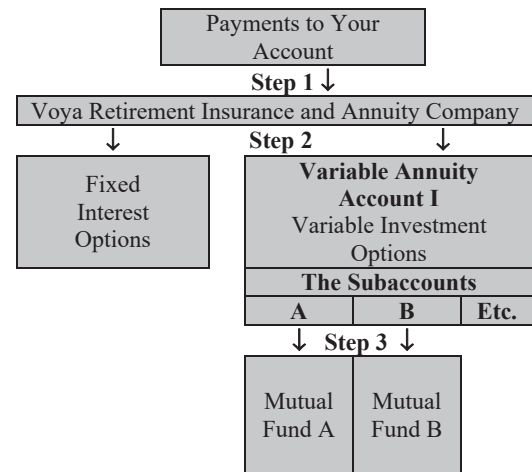 Payments to Your
Account
Step 1 ↓
Voya Retirement Insurance and Annuity Company
↓ Step 2 ↓
Fixed
Interest
Options
Variable Annuity
Account I
Variable Investment
Options
The Subaccounts
A B Etc.
↓ Step 3 ↓
Mutual
Fund A
Mutual
Fund B